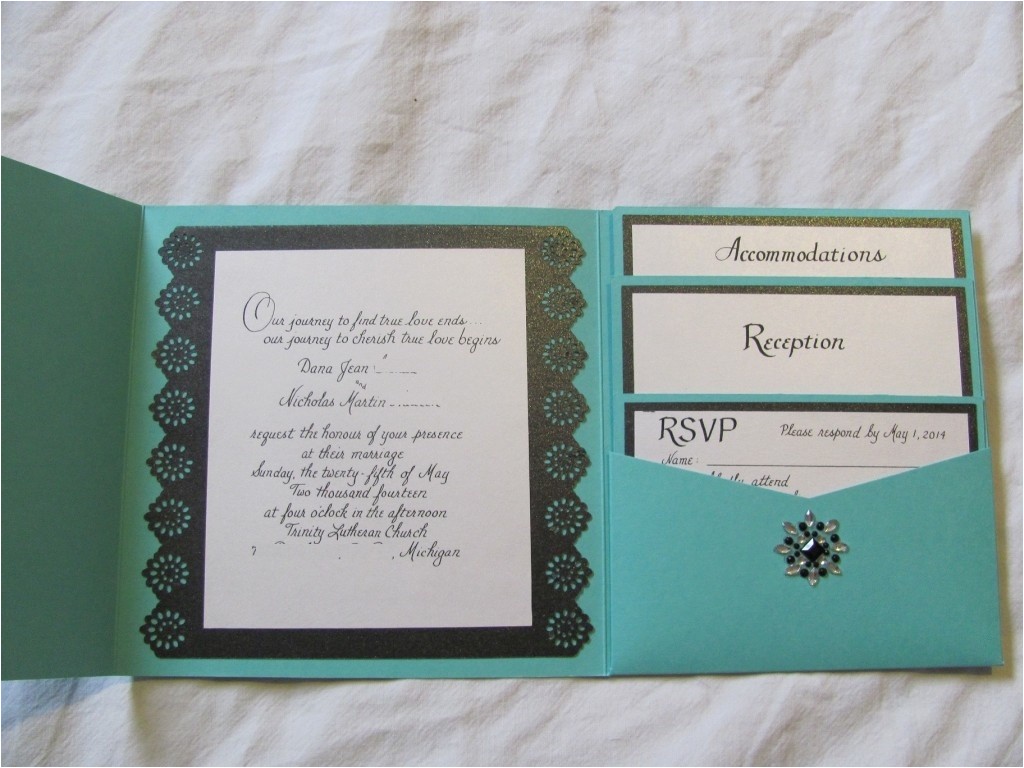 Our journey to find true love ends...
our journey to cherish true love begins
Dana Jean
and
Nicholas Martin
request the honour of your presence
at their marriage
Sunday, the twenty-fifth of May
Two thousand fourteen
at four o'clock in the afternoon
Trinity Lutheran Church
, Michigan
Accommodations
Reception
RSVP Please respond by May 1, 2014
Name:
attend